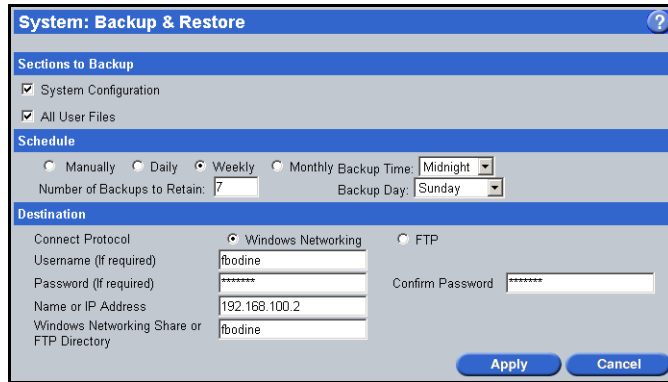 System: Backup & Restore
?
Sections to Backup
System Configuration
All User Files
Schedule
Manually Daily Weekly Monthly Backup Time: Midnight
Number of Backups to Retain: 7 Backup Day: Sunday
Destination
Connect Protocol Windows Networking FTP
Username (If required) fbodine
Password (If required) ******* Confirm Password *******
Name or IP Address 192.168.100.2
Windows Networking Share or
FTP Directory fbodine
Apply Cancel